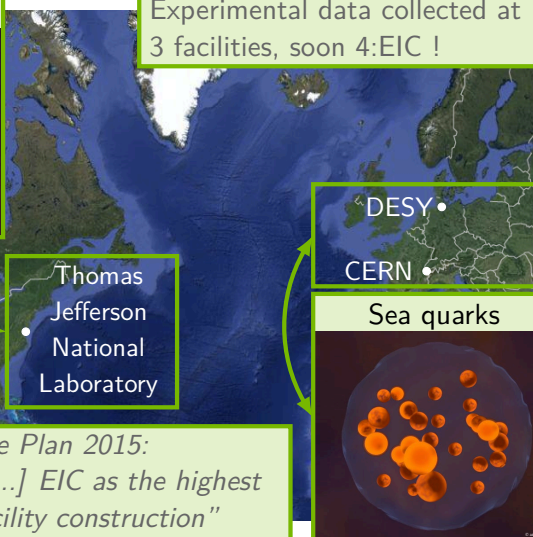 Experimental data collected at
3 facilities, soon 4:EIC !
DESY
CERN
Thomas
Jefferson
National
Laboratory
Sea quarks
e Plan 2015:
..] EIC as the highest
cility construction”